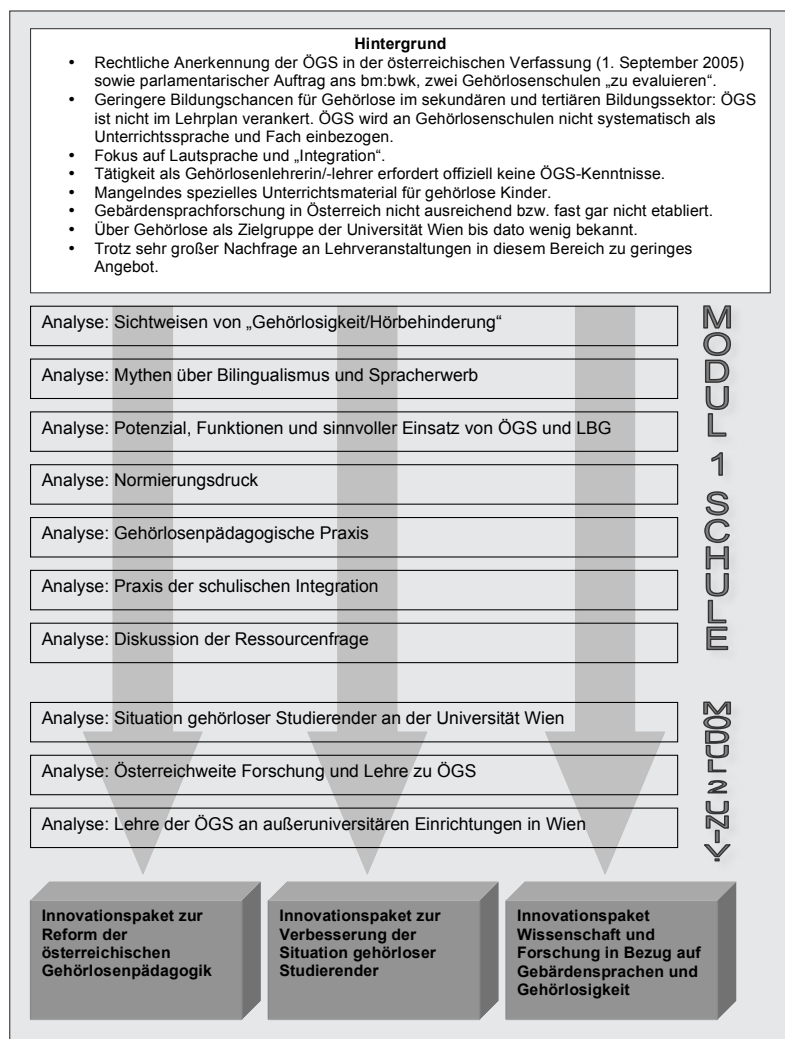 Hintergrund
• Rechtliche Anerkennung der ÖGS in der österreichischen Verfassung (1. September 2005)
sowie parlamentarischer Auftrag ans bm:bwk, zwei Gehörlosenschulen „zu evaluieren“.
• Geringere Bildungschancen für Gehörlose im sekundären und tertiären Bildungssektor: ÖGS
ist nicht im Lehrplan verankert. ÖGS wird an Gehörlosenschulen nicht systematisch als
Unterrichtssprache und Fach einbezogen.
• Fokus auf Lautsprache und „Integration“.
• Tätigkeit als Gehörlosenlehrerin/-lehrer erfordert offiziell keine ÖGS-Kenntnisse.
• Mangelndes spezielles Unterrichtsmaterial für gehörlose Kinder.
• Gebärdensprachforschung in Österreich nicht ausreichend bzw. fast gar nicht etabliert.
• Über Gehörlose als Zielgruppe der Universität Wien bis dato wenig bekannt.
• Trotz sehr großer Nachfrage an Lehrveranstaltungen in diesem Bereich zu geringes
Angebot.
Analyse: Sichtweisen von „Gehörlosigkeit/Hörbehinderung“
Analyse: Mythen über Bilingualismus und Spracherwerb
Analyse: Potenzial, Funktionen und sinnvoller Einsatz von ÖGS und LBG
Analyse: Normierungsdruck
Analyse: Gehörlosenpädagogische Praxis
Analyse: Praxis der schulischen Integration
Analyse: Diskussion der Ressourcenfrage
MODUL 1 SCHULE
Analyse: Situation gehörloser Studierender an der Universität Wien
Analyse: Österreichweite Forschung und Lehre zu ÖGS
Analyse: Lehre der ÖGS an außeruniversitären Einrichtungen in Wien
MODUL 2 UNIV.
Innovationspaket zur
Reform der
österreichischen
Gehörlosenpädagogik
Innovationspaket zur
Verbesserung der
Situation gehörloser
Studierender
Innovationspaket
Wissenschaft und
Forschung in Bezug auf
Gebärdensprachen und
Gehörlosigkeit